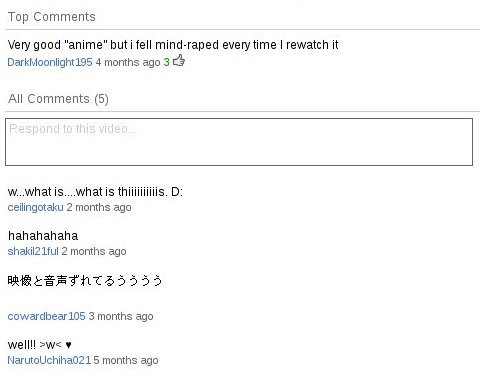 Top Comments
Very good "anime" but i fell mind-raped every time I rewatch it
DarkMoonlight195 4 months ago 3
All Comments (5)
Respond to this video...
w...what is....what is thiiiiiiiiiis. D:
ceilingotaku 2 months ago
hahahahaha
shakil21ful 2 months ago
映像と音声ずれてるうううう
cowardbear105 3 months ago
well!! >w< ♥
NarutoUchiha021 5 months ago